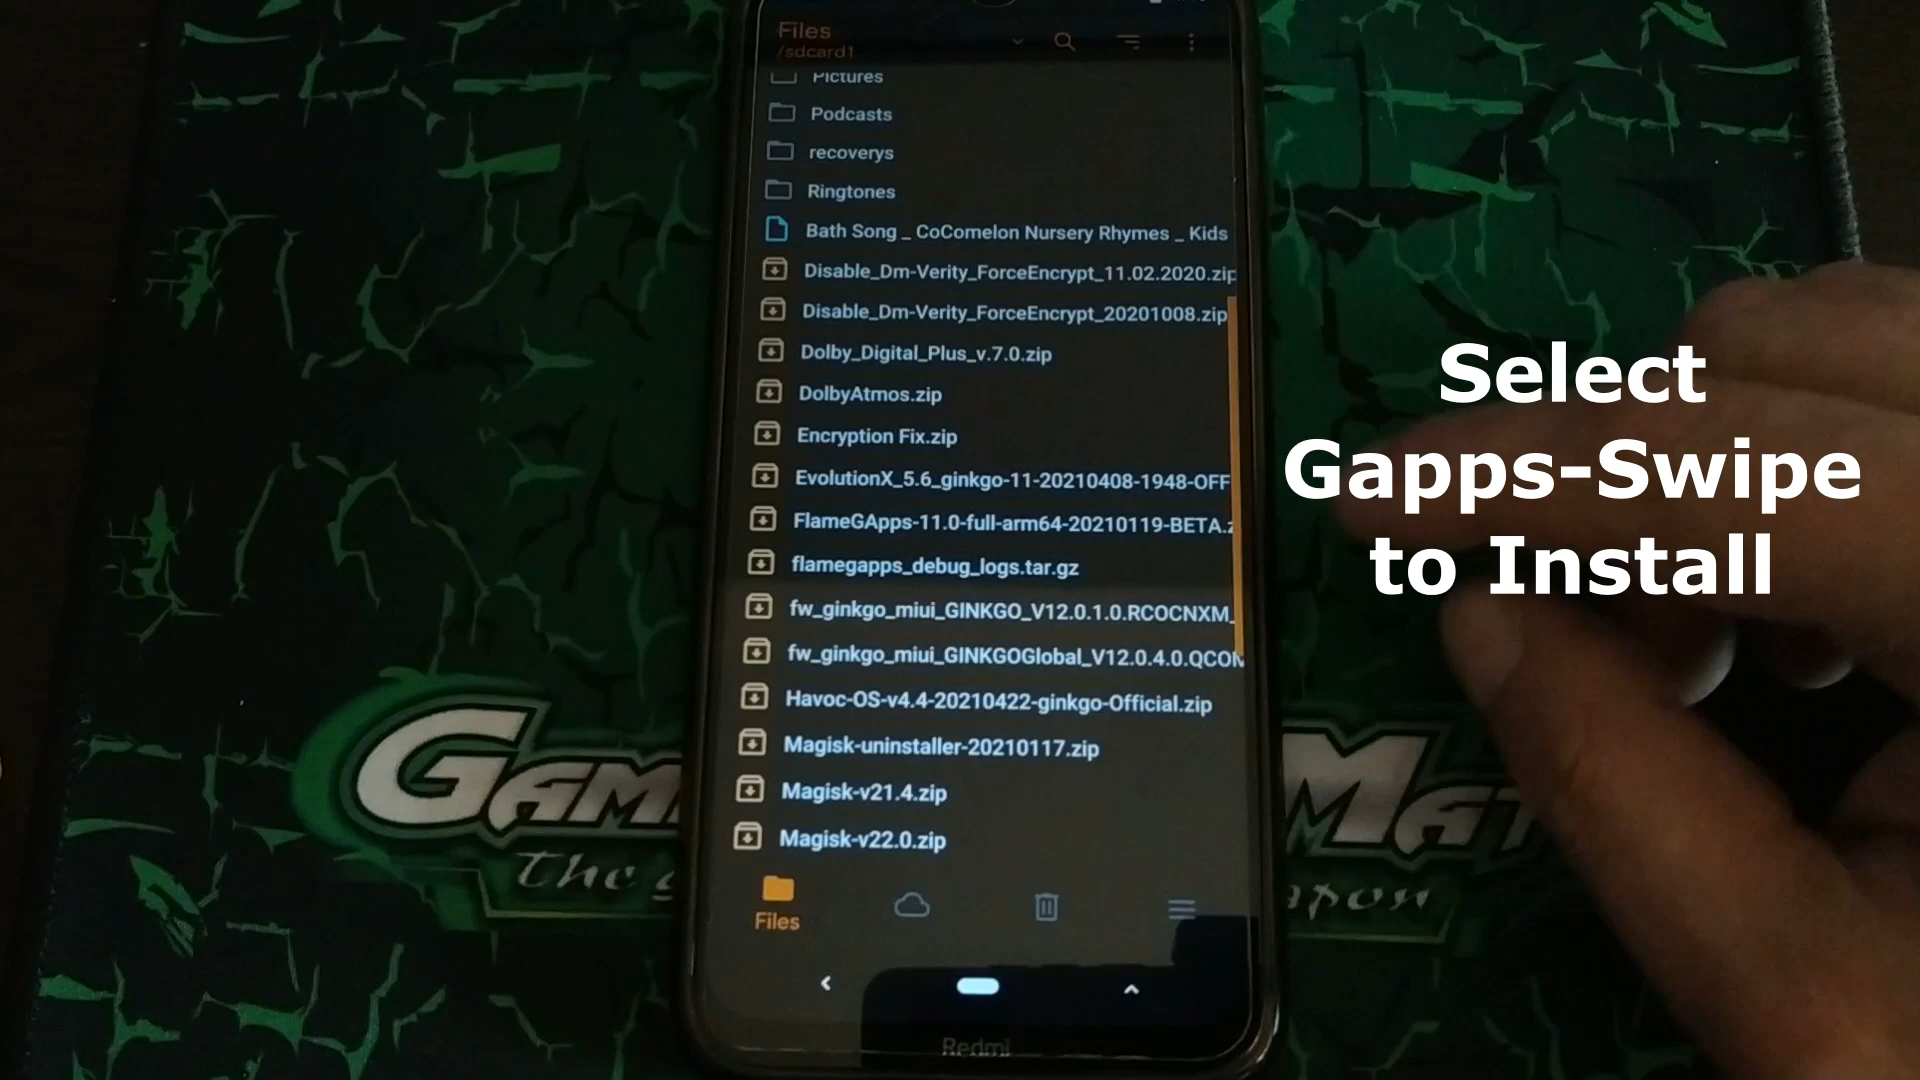 Files
/sdcard1
Pictures
Podcasts
recoverys
Ringtones
Bath Song _ CoComelon Nursery Rhymes _ Kids
Disable_Dm-Verity_ForceEncrypt_11.02.2020.zip
Disable_Dm-Verity_ForceEncrypt_20201008.zip
Dolby_Digital_Plus_v.7.0.zip
DolbyAtmos.zip
Encryption Fix.zip
EvolutionX_5.6_ginkgo-11-20210408-1948-OFF
FlameGApps-11.0-full-arm64-20210119-BETA.z
flamegapps_debug_logs.tar.gz
fw_ginkgo_miui_GINKGO_V12.0.1.0.RCOCNXM_
fw_ginkgo_miui_GINKGOGlobal_V12.0.4.0.QCOM
Havoc-OS-v4.4-20210422-ginkgo-Official.zip
Magisk-uninstaller-20210117.zip
Magisk-v21.4.zip
Magisk-v22.0.zip
Files
Redmi
Select
Gapps-Swipe
to Install